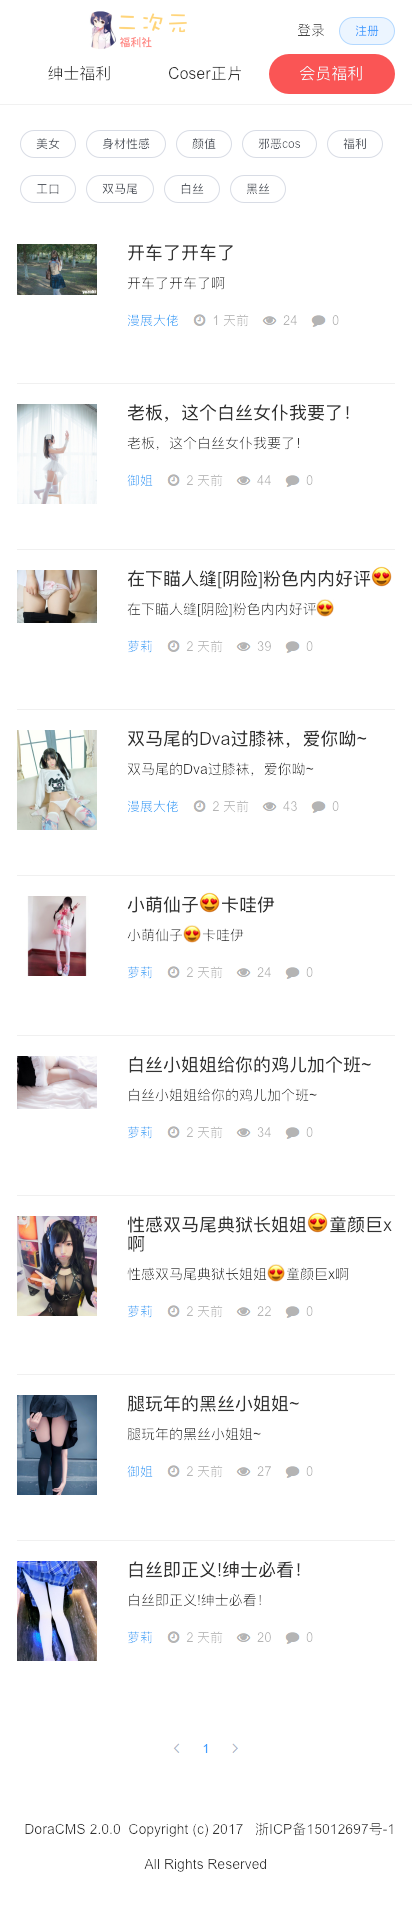 二次元
福利社
登录 注册
绅士福利 Coser正片 会员福利
美女 身材性感 颜值 邪恶cos 福利
工口 双马尾 白丝 黑丝
开车了开车了
开车了开车了啊
漫展大佬 1 天前 24 0
老板，这个白丝女仆我要了！
老板，这个白丝女仆我要了！
御姐 2 天前 44 0
在下瞄人缝[阴险]粉色内内好评😍
在下瞄人缝[阴险]粉色内内好评😍
萝莉 2 天前 39 0
双马尾的Dva过膝袜，爱你呦~
双马尾的Dva过膝袜，爱你呦~
漫展大佬 2 天前 43 0
小萌仙子😍卡哇伊
小萌仙子😍卡哇伊
萝莉 2 天前 24 0
白丝小姐姐给你的鸡儿加个班~
白丝小姐姐给你的鸡儿加个班~
萝莉 2 天前 34 0
性感双马尾典狱长姐姐😍童颜巨x
啊
性感双马尾典狱长姐姐😍童颜巨x啊
萝莉 2 天前 22 0
腿玩年的黑丝小姐姐~
腿玩年的黑丝小姐姐~
御姐 2 天前 27 0
白丝即正义!绅士必看！
白丝即正义!绅士必看！
萝莉 2 天前 20 0
1
DoraCMS 2.0.0 Copyright (c) 2017 浙ICP备15012697号-1
All Rights Reserved